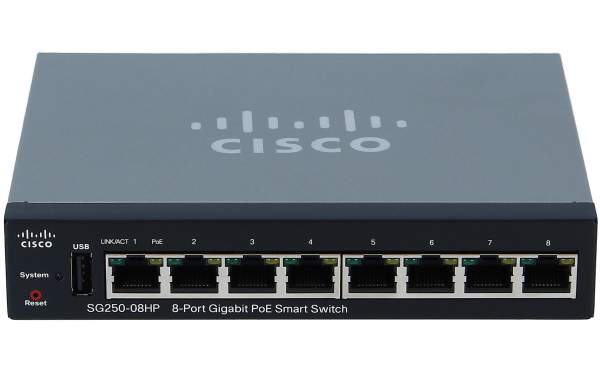 CISCO
CISCO
USB
LINK/ACT 1 PoE 2 3 4 5 6 7 8
System
Reset
SG250-08HP 8-Port Gigabit PoE Smart Switch